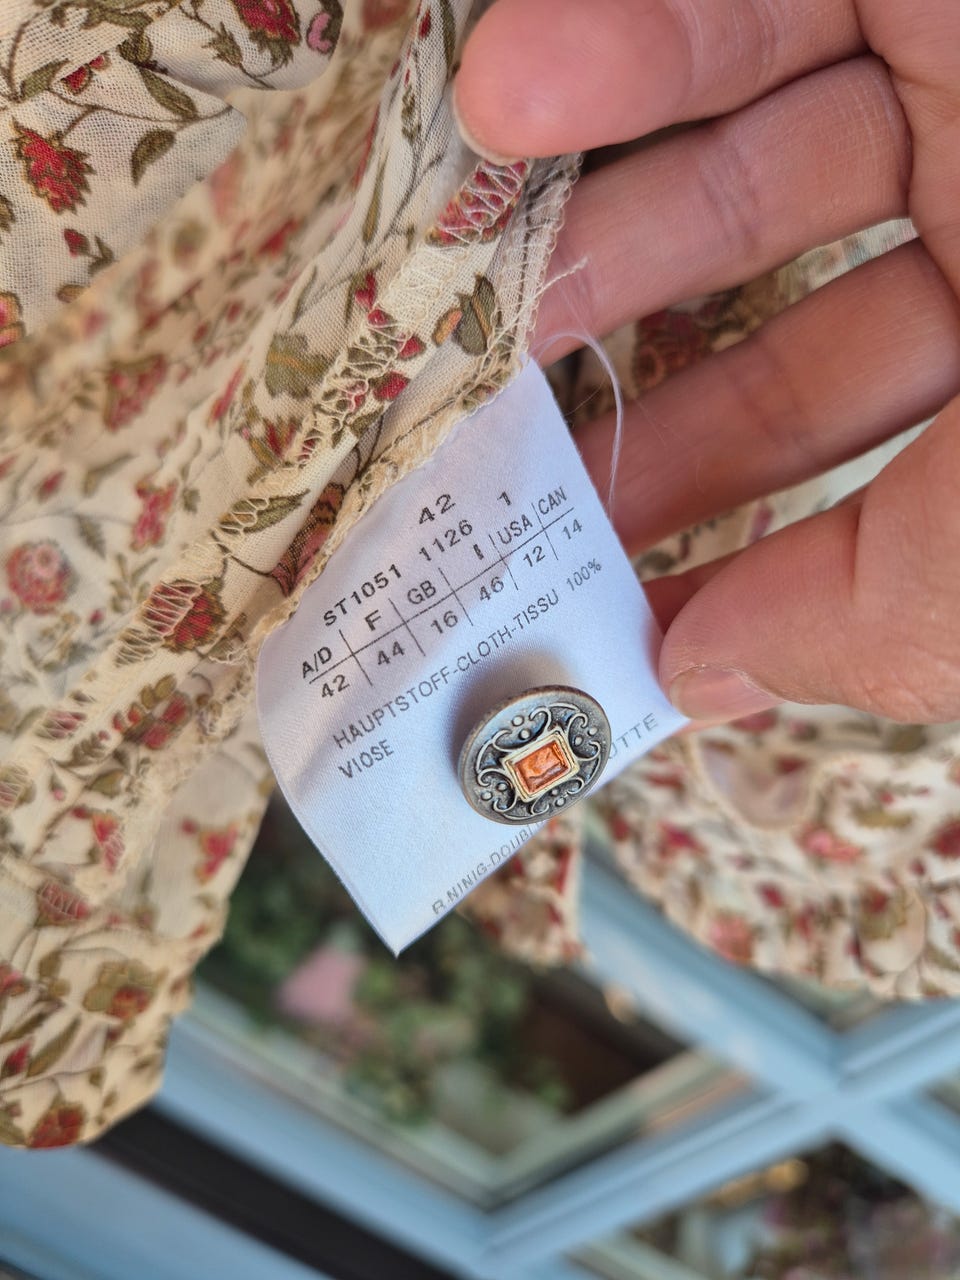 42
ST1051 1126 1
A/D F GB I USA CAN
42 44 16 46 12 14
HAUPTSTOFF-CLOTH-TISSU 100%
VIOSE